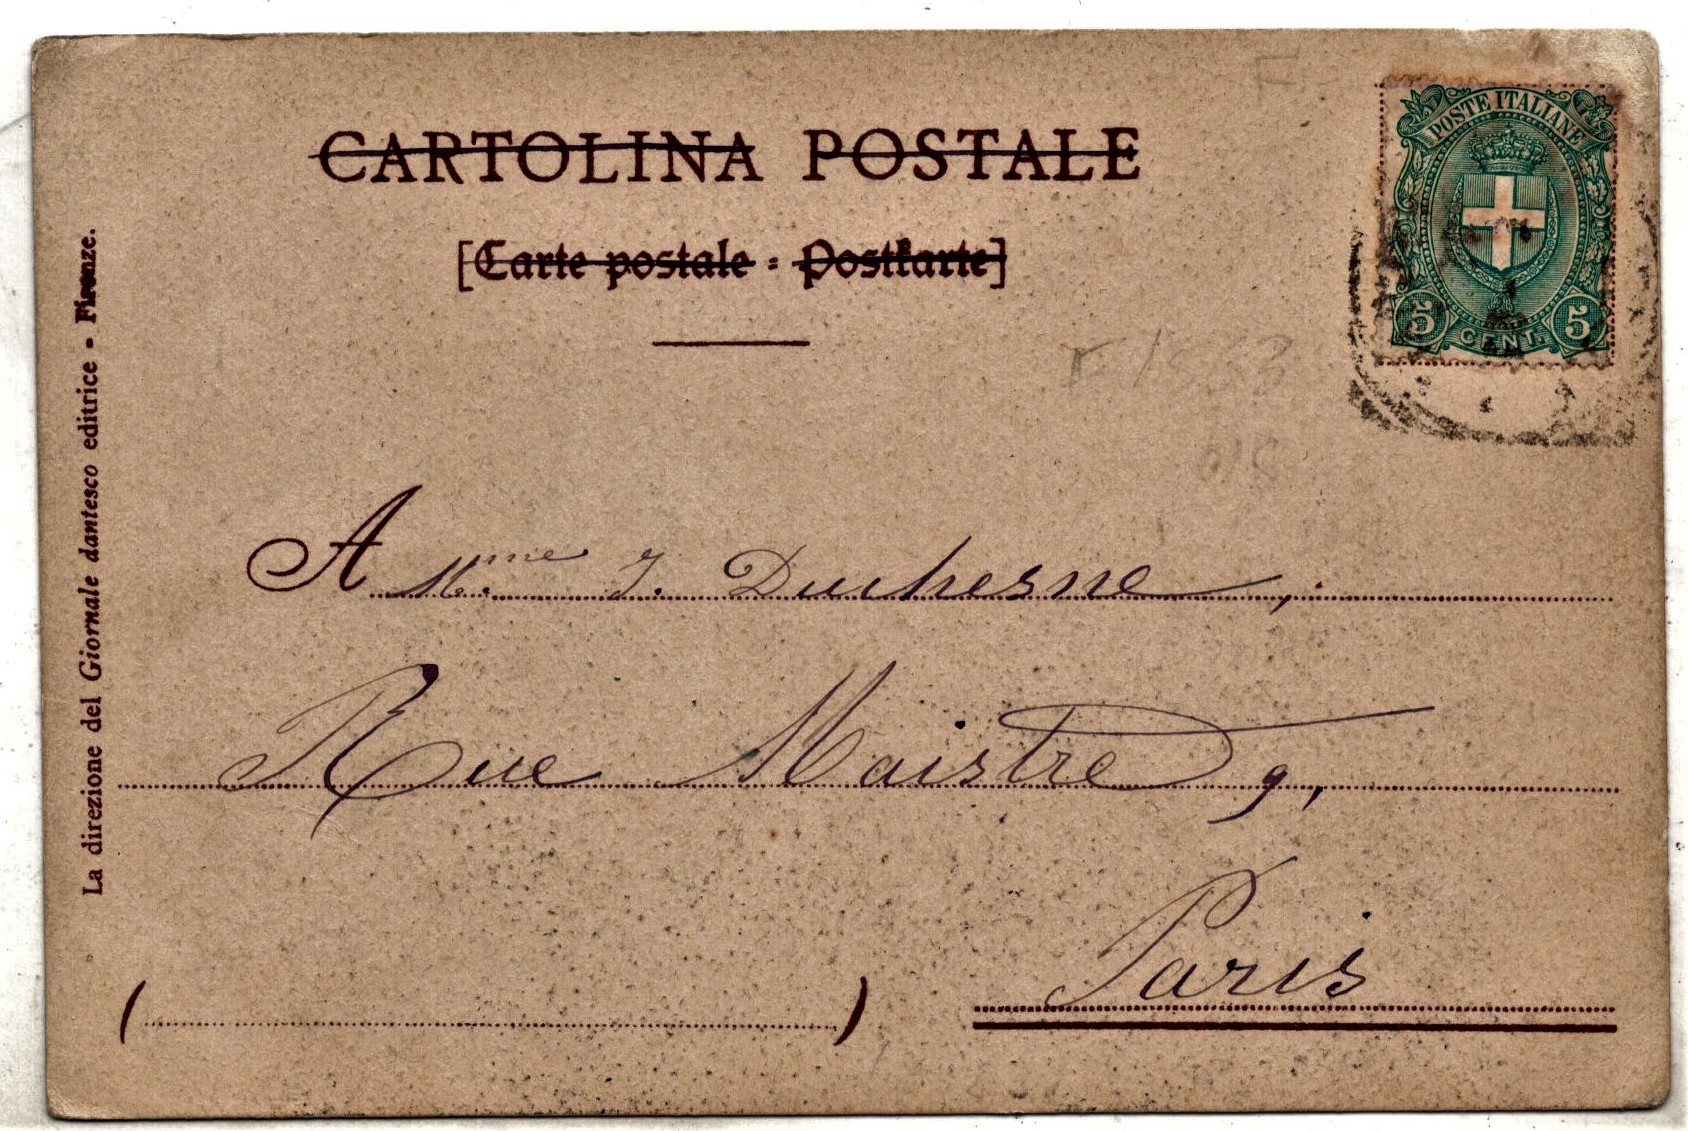 CARTOLINA POSTALE
[Carte postale - Postkarte]
POSTE ITALIANE
5 CENT. 5
A Mme J. Duchesne,
Rue Maistre 9,
Paris
( )
La direzione del Giornale dantesco editrice - Firenze.